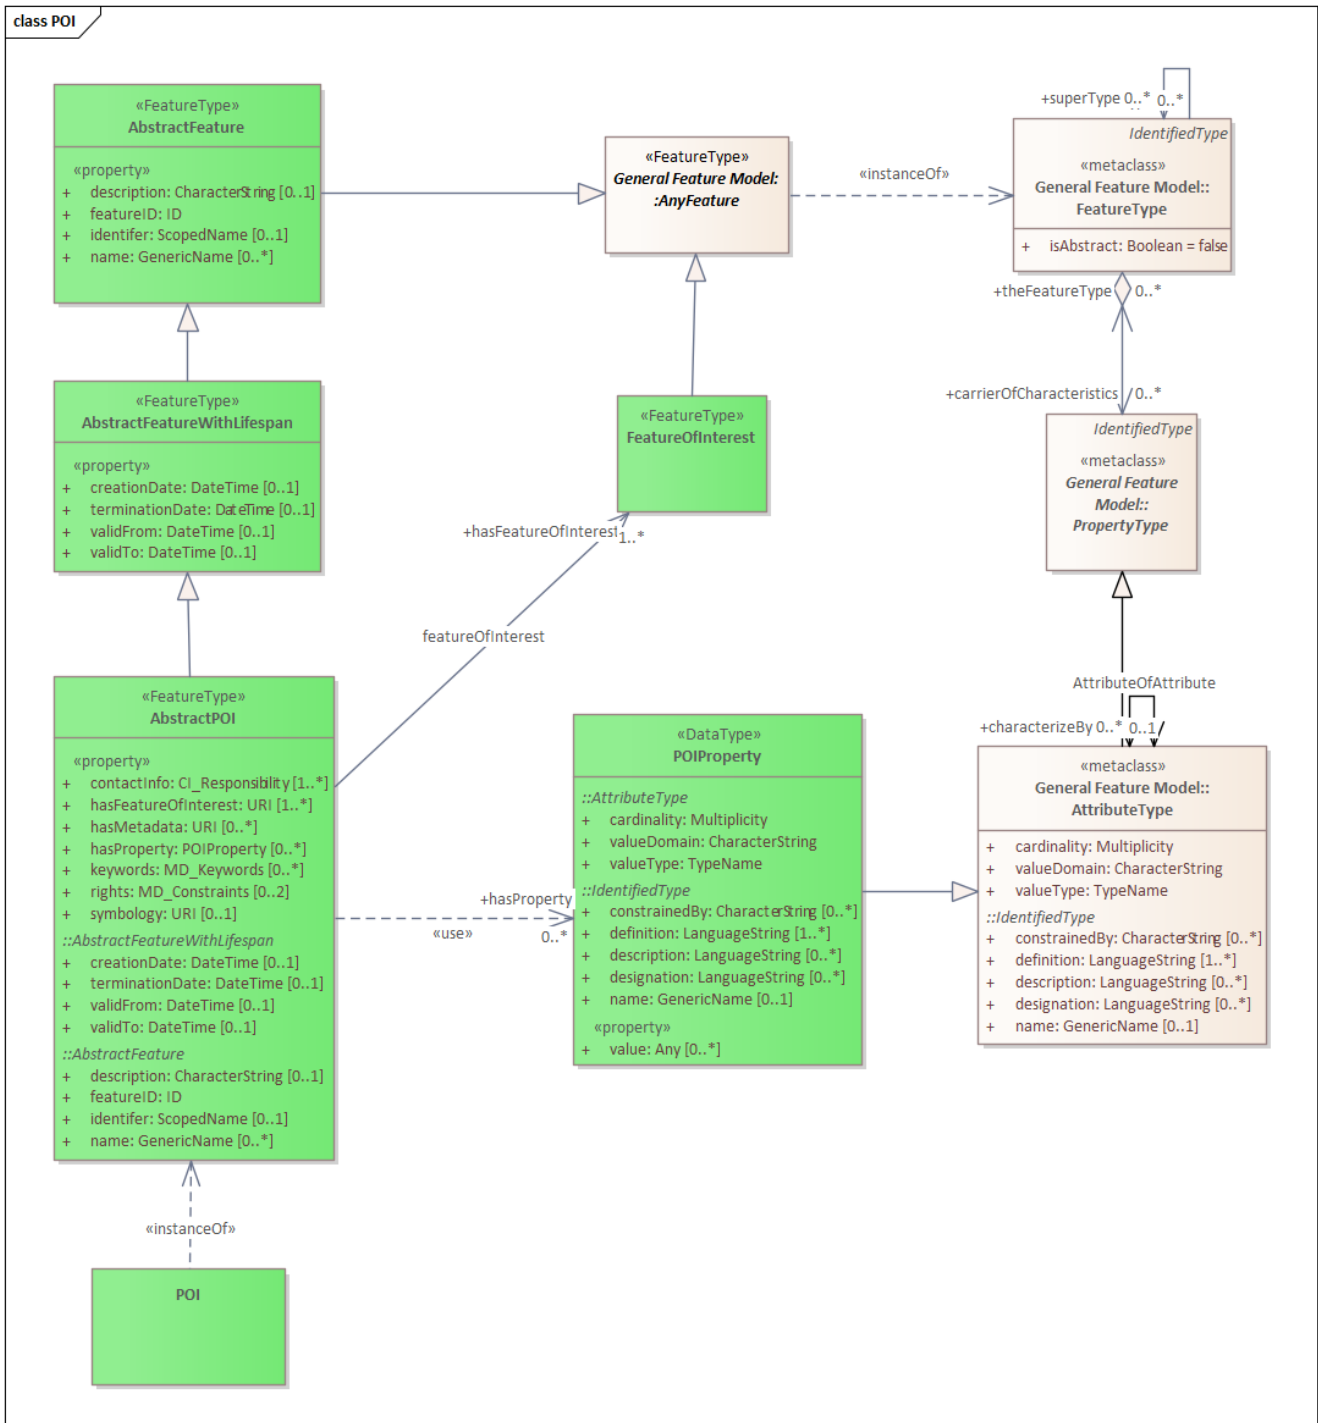 class POI
«FeatureType»
AbstractFeature
«property»
+ description: CharacterString [0..1]
+ featureID: ID
+ identifer: ScopedName [0..1]
+ name: GenericName [0..*]
«FeatureType»
General Feature Model:
:AnyFeature
«instanceOf»
+superType 0..* 0..*
IdentifiedType
«metaclass»
General Feature Model::
FeatureType
+ isAbstract: Boolean = false
+theFeatureType 0..*
+carrierOfCharacteristics 0..*
IdentifiedType
«metaclass»
General Feature
Model::
PropertyType
«FeatureType»
AbstractFeatureWithLifespan
«property»
+ creationDate: DateTime [0..1]
+ terminationDate: DateTime [0..1]
+ validFrom: DateTime [0..1]
+ validTo: DateTime [0..1]
«FeatureType»
FeatureOfInterest
+hasFeatureOfInterest
1..*
featureOfInterest
«FeatureType»
AbstractPOI
«property»
+ contactInfo: CI_Responsibility [1..*]
+ hasFeatureOfInterest: URI [1..*]
+ hasMetadata: URI [0..*]
+ hasProperty: POIProperty [0..*]
+ keywords: MD_Keywords [0..*]
+ rights: MD_Constraints [0..2]
+ symbology: URI [0..1]
::AbstractFeatureWithLifespan
+ creationDate: DateTime [0..1]
+ terminationDate: DateTime [0..1]
+ validFrom: DateTime [0..1]
+ validTo: DateTime [0..1]
::AbstractFeature
+ description: CharacterString [0..1]
+ featureID: ID
+ identifer: ScopedName [0..1]
+ name: GenericName [0..*]
+hasProperty
«use»
0..*
«DataType»
POIProperty
::AttributeType
+ cardinality: Multiplicity
+ valueDomain: CharacterString
+ valueType: TypeName
::IdentifiedType
+ constrainedBy: CharacterString [0..*]
+ definition: LanguageString [1..*]
+ description: LanguageString [0..*]
+ designation: LanguageString [0..*]
+ name: GenericName [0..1]
«property»
+ value: Any [0..*]
AttributeOfAttribute
+characterizeBy 0..* 0..1
«metaclass»
General Feature Model::
AttributeType
+ cardinality: Multiplicity
+ valueDomain: CharacterString
+ valueType: TypeName
::IdentifiedType
+ constrainedBy: CharacterString [0..*]
+ definition: LanguageString [1..*]
+ description: LanguageString [0..*]
+ designation: LanguageString [0..*]
+ name: GenericName [0..1]
«instanceOf»
POI